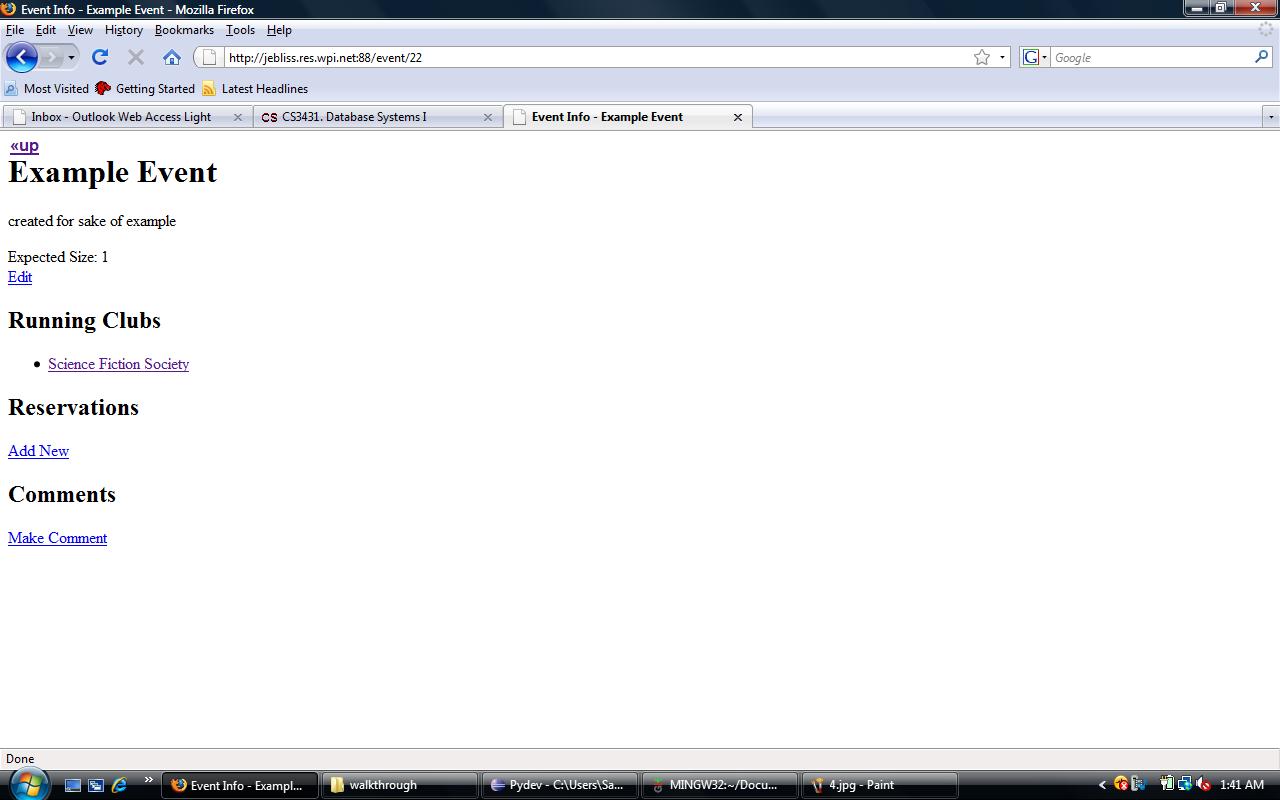 Event Info - Example Event - Mozilla Firefox
File Edit View History Bookmarks Tools Help
http://jebliss.res.wpi.net:88/event/22 Google
Most Visited Getting Started Latest Headlines
Inbox - Outlook Web Access Light CS CS3431. Database Systems I Event Info - Example Event
«up
Example Event
created for sake of example
Expected Size: 1
Edit
Running Clubs
Science Fiction Society
Reservations
Add New
Comments
Make Comment
Done
Event Info - Exampl... walkthrough Pydev - C:\Users\Sa... MINGW32:~/Docu... 4.jpg - Paint 1:41 AM